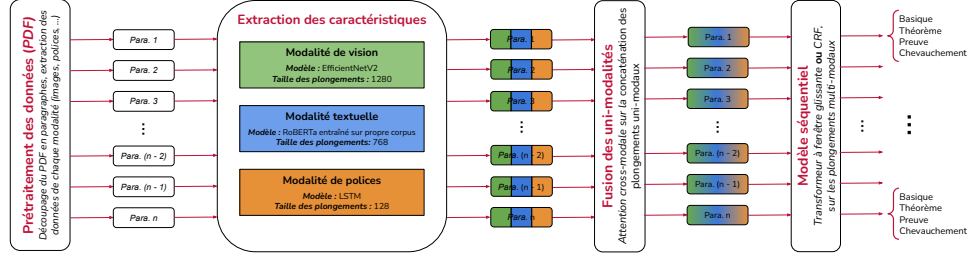 Prétraitement des données (PDF)
Découpage du PDF en paragraphes, extraction des
données de chaque modalité (images, polices, ...)
Para. 1
Para. 2
Para. 3
...
Para. (n - 2)
Para. (n - 1)
Para. n
Extraction des caractéristiques
Modalité de vision
Modèle : EfficientNetV2
Taille des plongements : 1280
Modalité textuelle
Modèle : RoBERTa entraîné sur propre corpus
Taille des plongements: 768
Modalité de polices
Modèle : LSTM
Taille des plongements : 128
Para. 1
Para. 2
Para. 3
...
Para. (n - 2)
Para. (n - 1)
Para. n
Fusion des uni-modalités
Attention cross-modale sur la concaténation des
plongements uni-modaux
Para. 1
Para. 2
Para. 3
...
Para. (n - 2)
Para. (n - 1)
Para. n
Modèle séquentiel
Transformeur à fenêtre glissante ou CRF,
sur les plongements multi-modaux
Basique
Théorème
Preuve
Chevauchement
...
...
Basique
Théorème
Preuve
Chevauchement